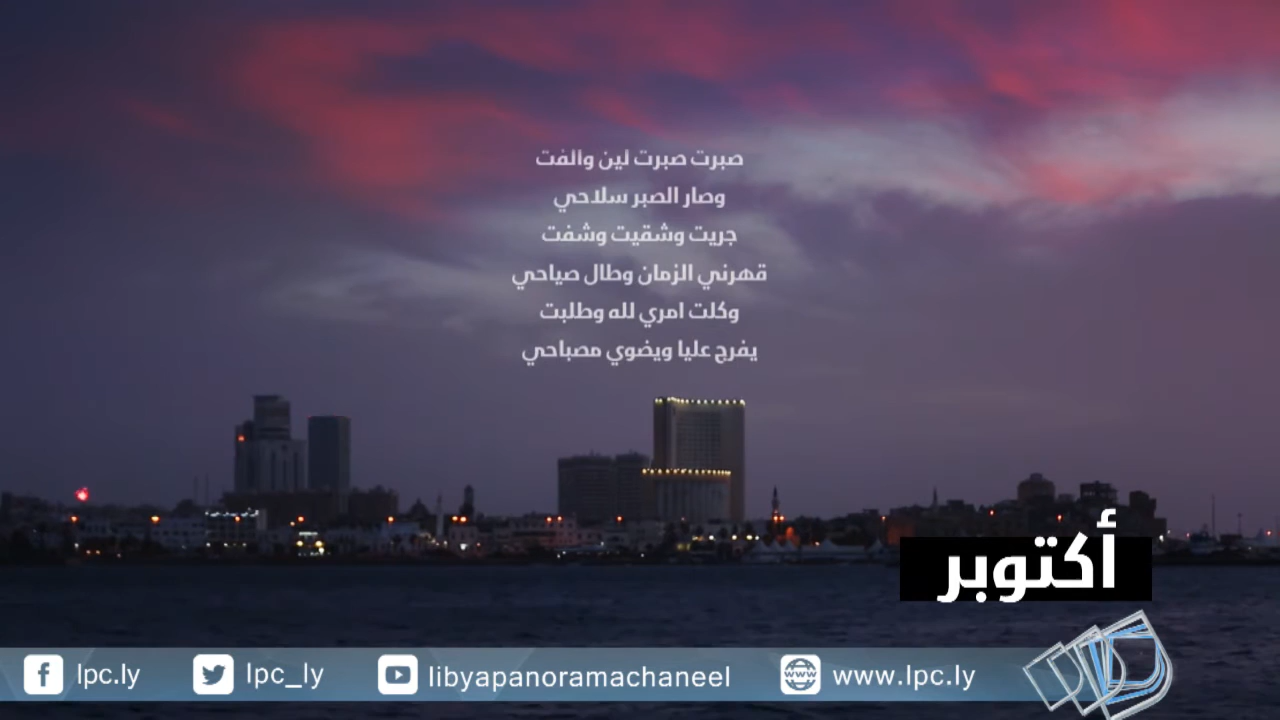 صبرت صبرت لين والفت
وصار الصبر سلاحي
جريت وشقيت وشفت
قهرني الزمان وطال صياحي
وكلت امري لله وطلبت
يفرج عليا ويضوي مصباحي
أكتوبر
lpc.ly
lpc_ly
libyapanoramachaneel
www.lpc.ly